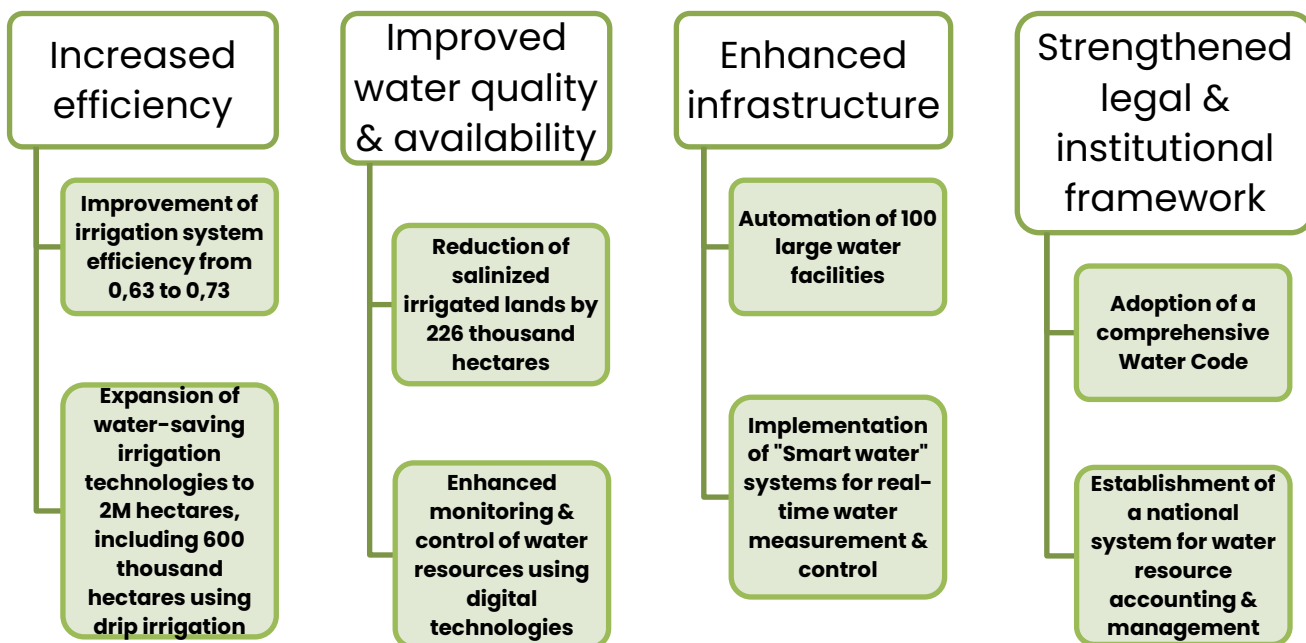 Increased
efficiency
Improvement of
irrigation system
efficiency from
0,63 to 0,73
Expansion of
water-saving
irrigation
technologies to
2M hectares,
including 600
thousand
hectares using
drip irrigation
Improved
water quality
& availability
Reduction of
salinized
irrigated lands by
226 thousand
hectares
Enhanced
monitoring &
control of water
resources using
digital
technologies
Enhanced
infrastructure
Automation of 100
large water
facilities
Implementation
of "Smart water"
systems for real-
time water
measurement &
control
Strengthened
legal &
institutional
framework
Adoption of a
comprehensive
Water Code
Establishment of
a national
system for water
resource
accounting &
management